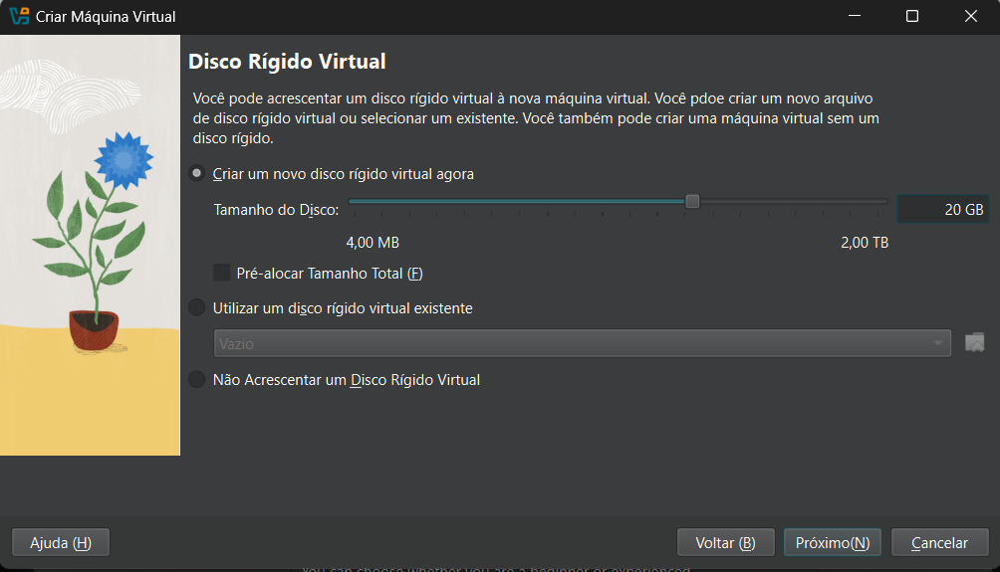 Criar Máquina Virtual
Disco Rígido Virtual
Você pode acrescentar um disco rígido virtual à nova máquina virtual. Você pdoe criar um novo arquivo
de disco rígido virtual ou selecionar um existente. Você também pode criar uma máquina virtual sem um
disco rígido.
Criar um novo disco rígido virtual agora
Tamanho do Disco:
20 GB
4,00 MB
2,00 TB
Pré-alocar Tamanho Total (F)
Utilizar um disco rígido virtual existente
Vazio
Não Acrescentar um Disco Rígido Virtual
Ajuda (H)
Voltar (B)
Próximo(N)
Cancelar
You can choose whether you are a beginner or experienced